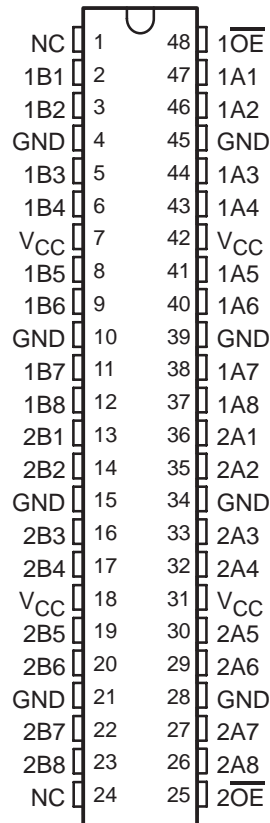 NC 1 48 1O̅E̅
1B1 2 47 1A1
1B2 3 46 1A2
GND 4 45 GND
1B3 5 44 1A3
1B4 6 43 1A4
VCC 7 42 VCC
1B5 8 41 1A5
1B6 9 40 1A6
GND 10 39 GND
1B7 11 38 1A7
1B8 12 37 1A8
2B1 13 36 2A1
2B2 14 35 2A2
GND 15 34 GND
2B3 16 33 2A3
2B4 17 32 2A4
VCC 18 31 VCC
2B5 19 30 2A5
2B6 20 29 2A6
GND 21 28 GND
2B7 22 27 2A7
2B8 23 26 2A8
NC 24 25 2O̅E̅